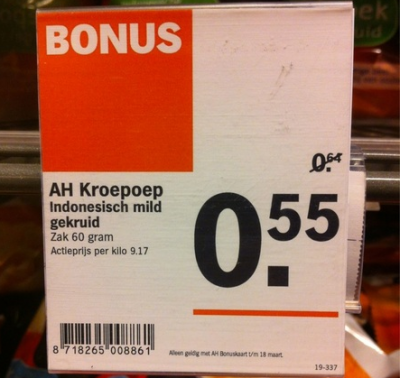 BONUS
0.64
AH Kroepoep
Indonesisch mild
gekruid
Zak 60 gram
Actieprijs per kilo 9.17
0.55
8 718265 008861
Alleen geldig met AH Bonuskaart t/m 18 maart.
19-337